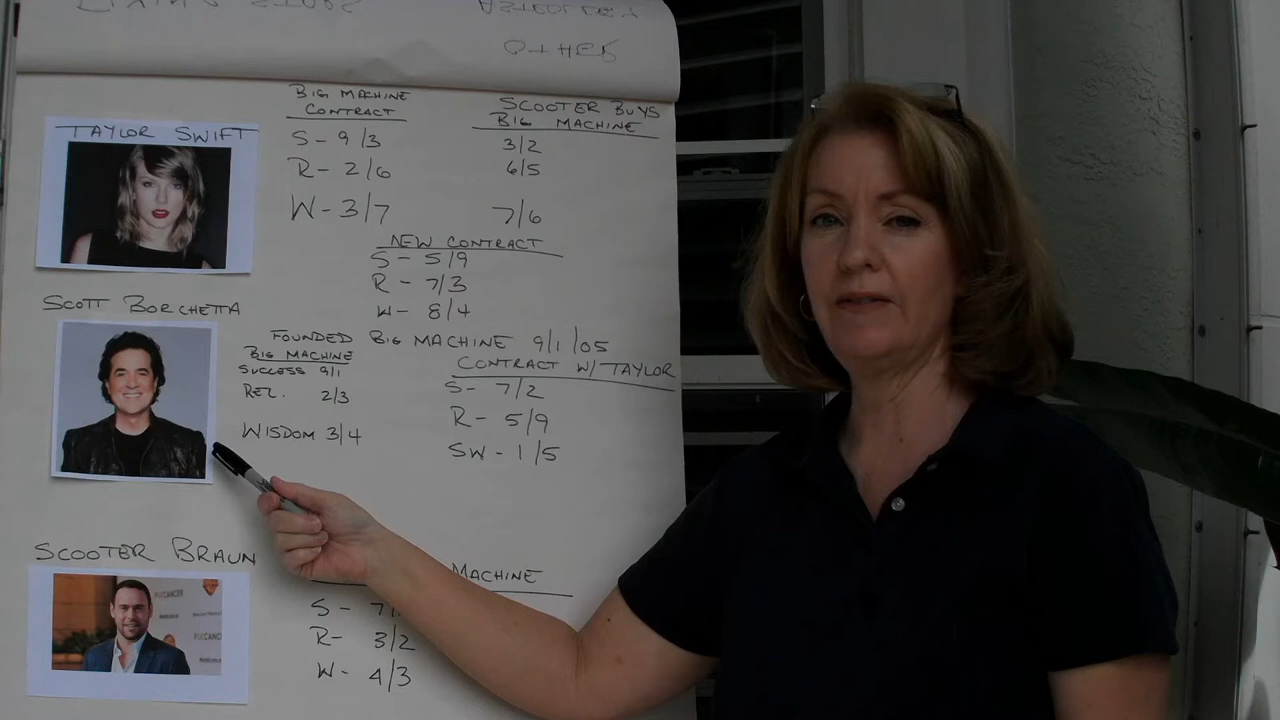 OTHER
BIG MACHINE
CONTRACT
SCOOTER BUYS
BIG MACHINE
TAYLOR SWIFT
S - 9/3
3/2
R - 2/6
6/5
W - 3/7
7/6
NEW CONTRACT
S - 5/9
R - 7/3
W - 8/4
SCOTT BORCHETTA
FOUNDED BIG MACHINE 9/1/05
BIG MACHINE
SUCCESS 9/1
REL. 2/3
WISDOM 3/4
CONTRACT W/ TAYLOR
S - 7/2
R - 5/9
SW - 1/5
SCOOTER BRAUN
MACHINE
S - 7/
R - 3/2
W - 4/3
CANCER